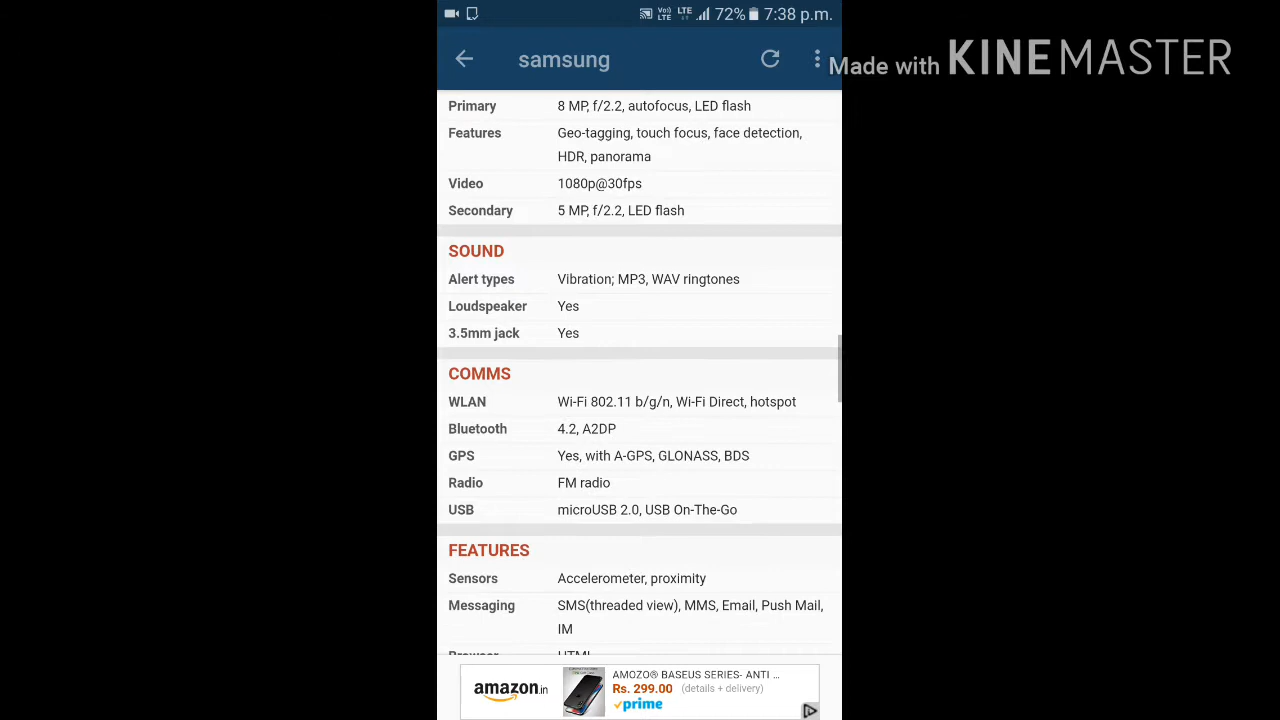 72% 7:38 p.m.
samsung
Made with KINEMASTER
Primary 8 MP, f/2.2, autofocus, LED flash
Features Geo-tagging, touch focus, face detection,
HDR, panorama
Video 1080p@30fps
Secondary 5 MP, f/2.2, LED flash
SOUND
Alert types Vibration; MP3, WAV ringtones
Loudspeaker Yes
3.5mm jack Yes
COMMS
WLAN Wi-Fi 802.11 b/g/n, Wi-Fi Direct, hotspot
Bluetooth 4.2, A2DP
GPS Yes, with A-GPS, GLONASS, BDS
Radio FM radio
USB microUSB 2.0, USB On-The-Go
FEATURES
Sensors Accelerometer, proximity
Messaging SMS(threaded view), MMS, Email, Push Mail,
IM
Browser HTML
amazon.in
AMOZO® BASEUS SERIES- ANTI ...
Rs. 299.00 (details + delivery)
prime